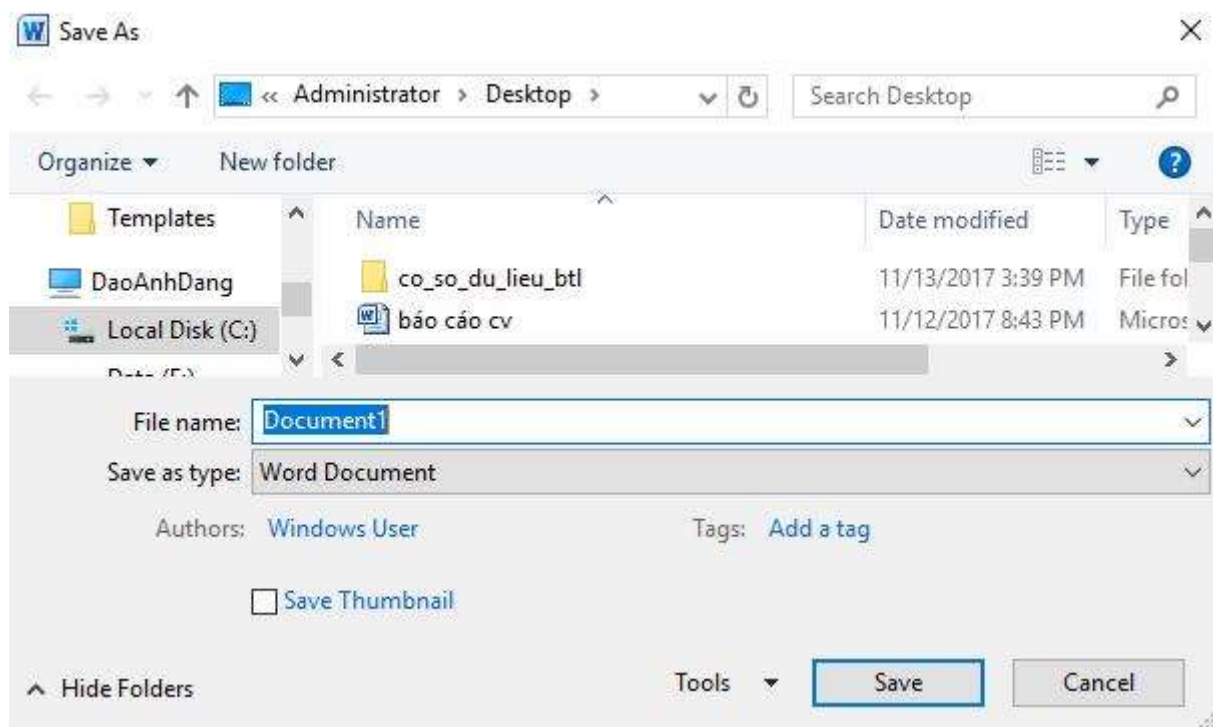 Save As
« Administrator > Desktop >
Search Desktop
Organize
New folder
Templates
Name
Date modified
Type
DaoAnhDang
co_so_du_lieu_btl
11/13/2017 3:39 PM
File fol
Local Disk (C:)
báo cáo cv
11/12/2017 8:43 PM
Micros
File name: Document1
Save as type: Word Document
Authors: Windows User
Tags: Add a tag
Save Thumbnail
Hide Folders
Tools
Save
Cancel